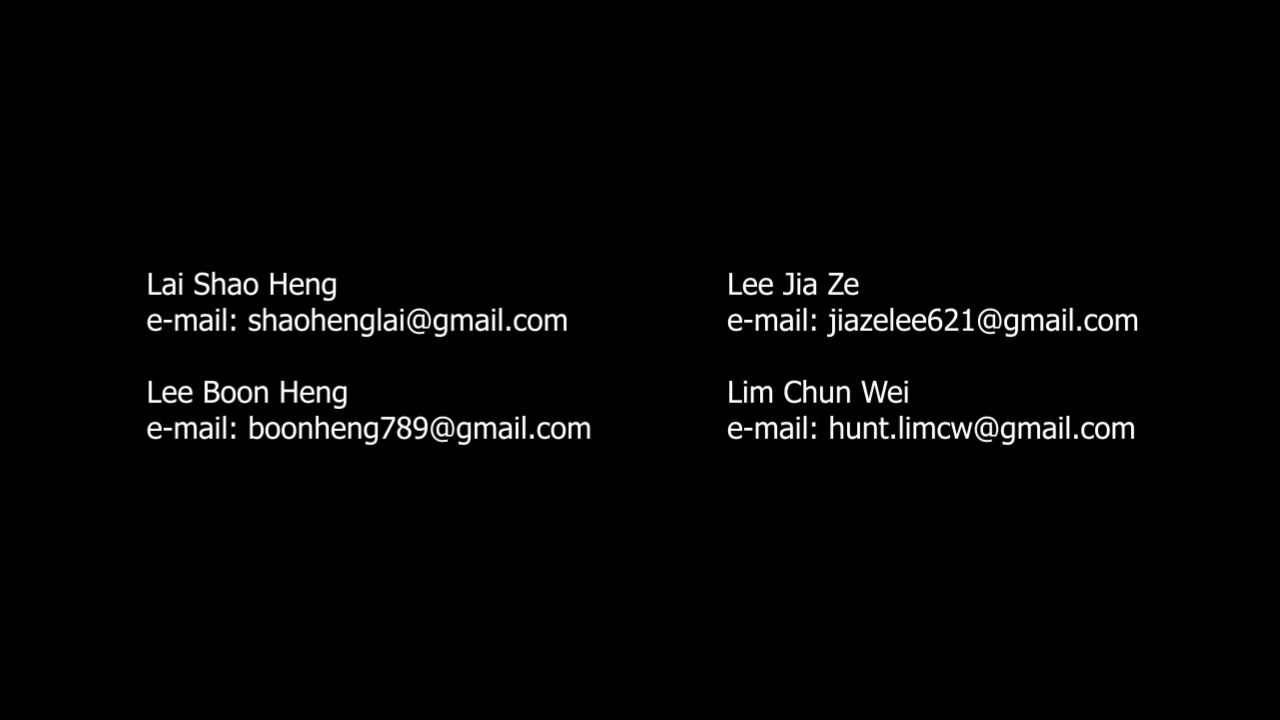 Lai Shao Heng
e-mail: shaohenglai@gmail.com
Lee Boon Heng
e-mail: boonheng789@gmail.com
Lee Jia Ze
e-mail: jiazelee621@gmail.com
Lim Chun Wei
e-mail: hunt.limcw@gmail.com